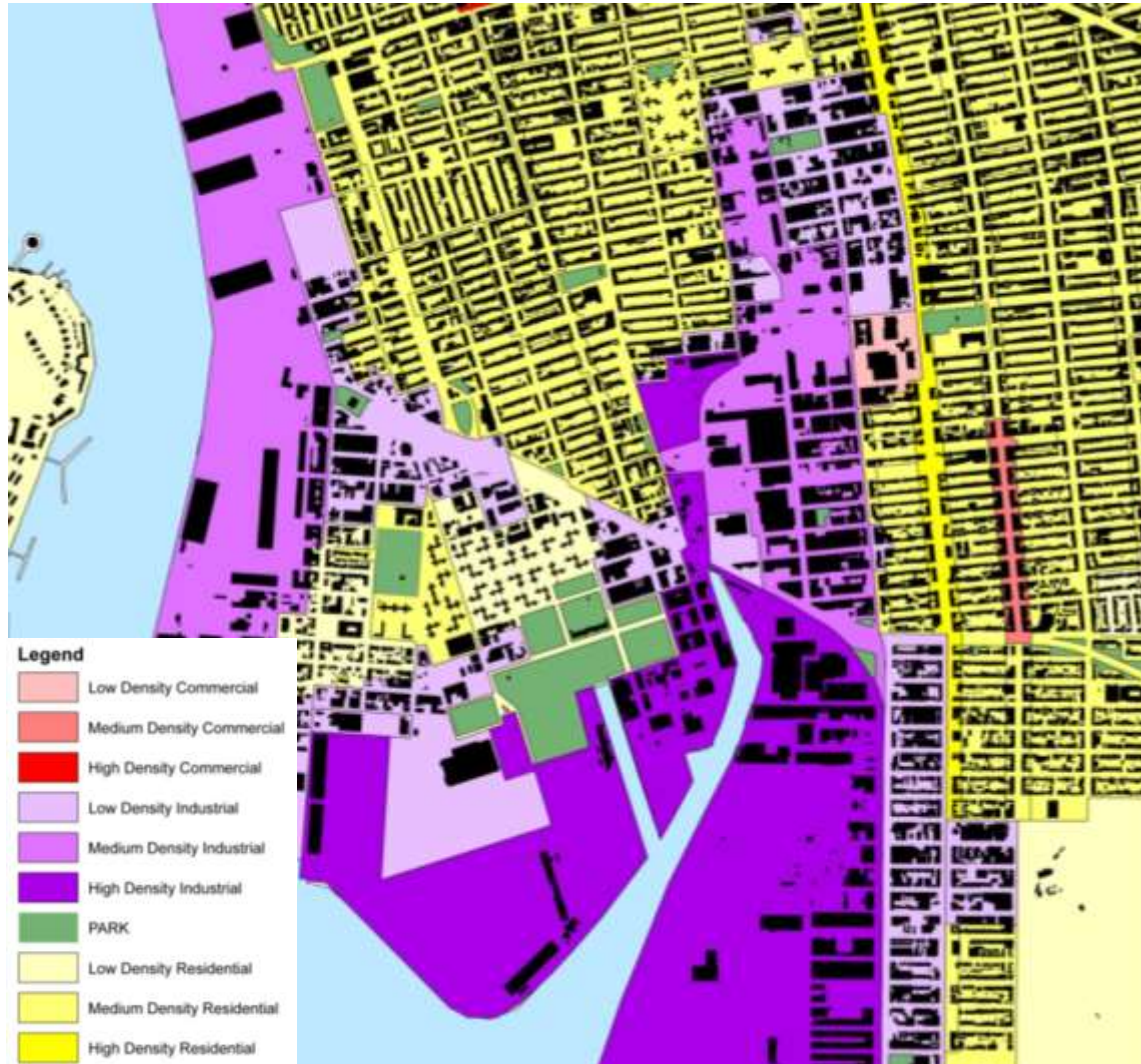 Legend
Low Density Commercial
Medium Density Commercial
High Density Commercial
Low Density Industrial
Medium Density Industrial
High Density Industrial
PARK
Low Density Residential
Medium Density Residential
High Density Residential